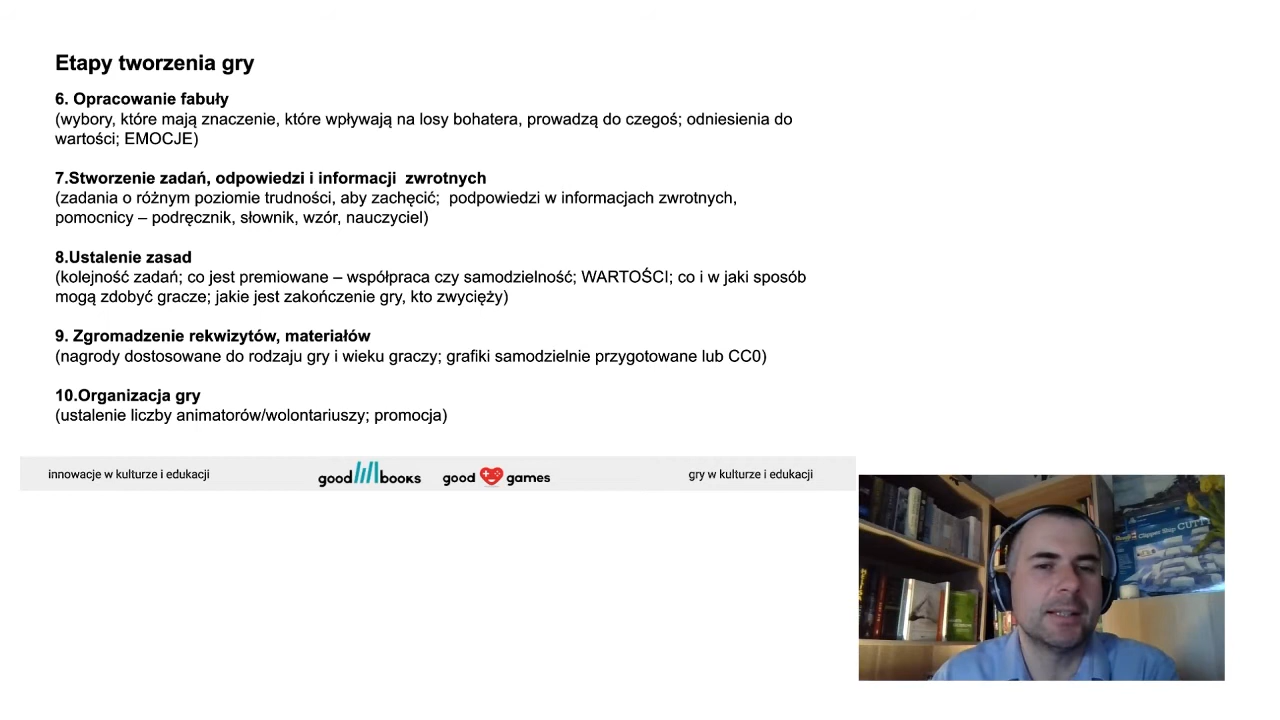 Etapy tworzenia gry
6. Opracowanie fabuły
(wybory, które mają znaczenie, które wpływają na losy bohatera, prowadzą do czegoś; odniesienia do
wartości; EMOCJE)
7.Stworzenie zadań, odpowiedzi i informacji  zwrotnych
(zadania o różnym poziomie trudności, aby zachęcić;  podpowiedzi w informacjach zwrotnych,
pomocnicy – podręcznik, słownik, wzór, nauczyciel)
8.Ustalenie zasad
(kolejność zadań; co jest premiowane – współpraca czy samodzielność; WARTOŚCI; co i w jaki sposób
mogą zdobyć gracze; jakie jest zakończenie gry, kto zwycięży)
9. Zgromadzenie rekwizytów, materiałów
(nagrody dostosowane do rodzaju gry i wieku graczy; grafiki samodzielnie przygotowane lub CC0)
10.Organizacja gry
(ustalenie liczby animatorów/wolontariuszy; promocja)
innowacje w kulturze i edukacji
good books
good games
gry w kulturze i edukacji
Clipper Ship CUTTY